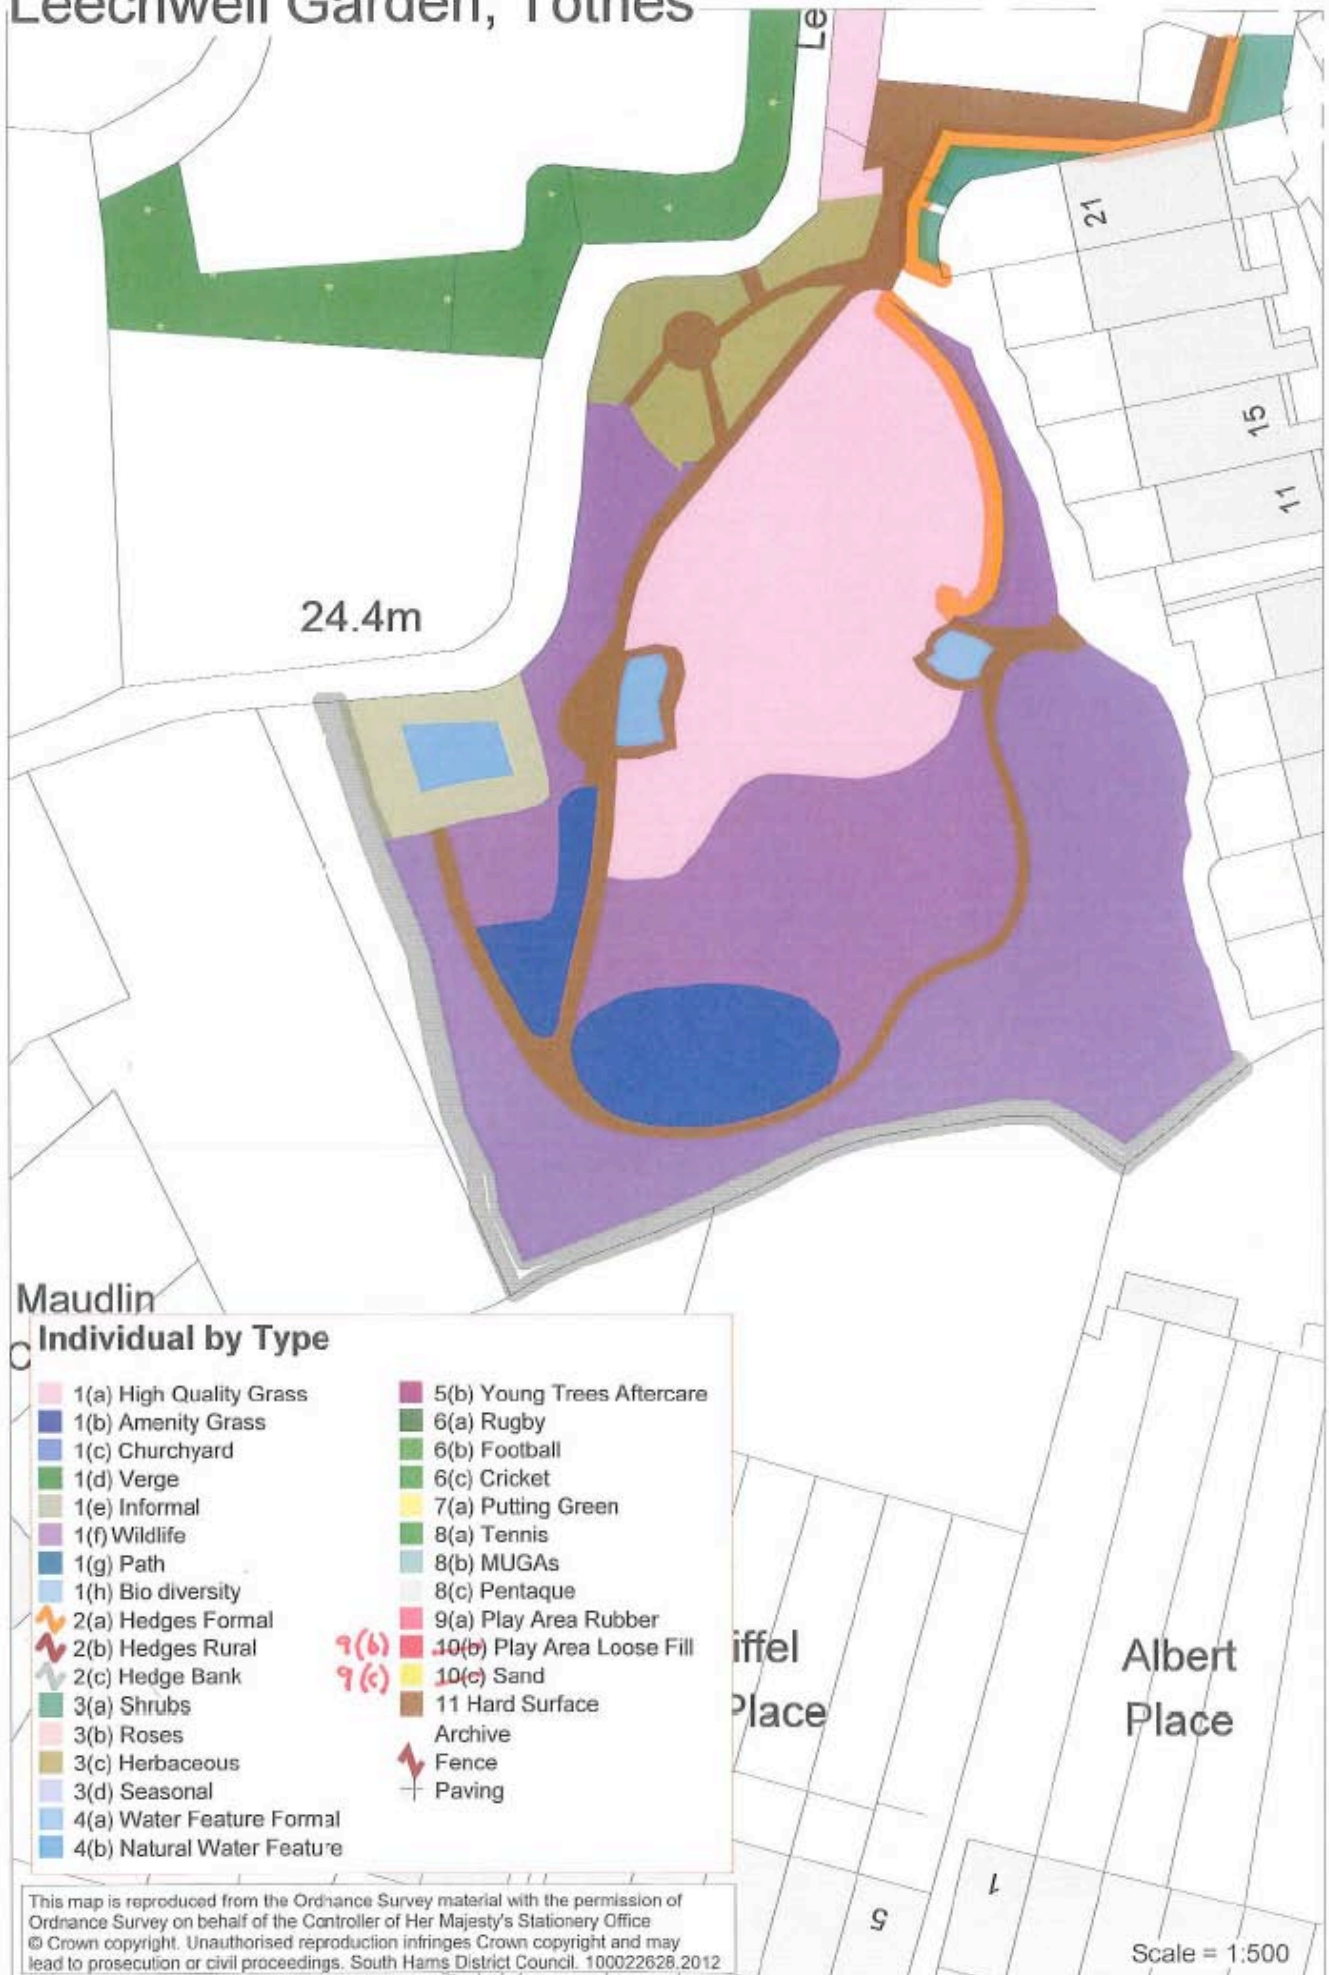 Leechwell Garden, Totnes
Le
21
15
11
24.4m
Maudlin
C
Individual by Type
1(a) High Quality Grass
1(b) Amenity Grass
1(c) Churchyard
1(d) Verge
1(e) Informal
1(f) Wildlife
1(g) Path
1(h) Bio diversity
2(a) Hedges Formal
2(b) Hedges Rural
2(c) Hedge Bank
3(a) Shrubs
3(b) Roses
3(c) Herbaceous
3(d) Seasonal
4(a) Water Feature Formal
4(b) Natural Water Feature
5(b) Young Trees Aftercare
6(a) Rugby
6(b) Football
6(c) Cricket
7(a) Putting Green
8(a) Tennis
8(b) MUGAs
8(c) Pentaque
9(a) Play Area Rubber
9(b) 10(b) Play Area Loose Fill
9(c) 10(c) Sand
11 Hard Surface
Archive
Fence
Paving
iffel
Place
Albert
Place
1
5
This map is reproduced from the Ordnance Survey material with the permission of
Ordnance Survey on behalf of the Controller of Her Majesty's Stationery Office
© Crown copyright. Unauthorised reproduction infringes Crown copyright and may
lead to prosecution or civil proceedings. South Hams District Council. 100022628.2012
Scale = 1:500